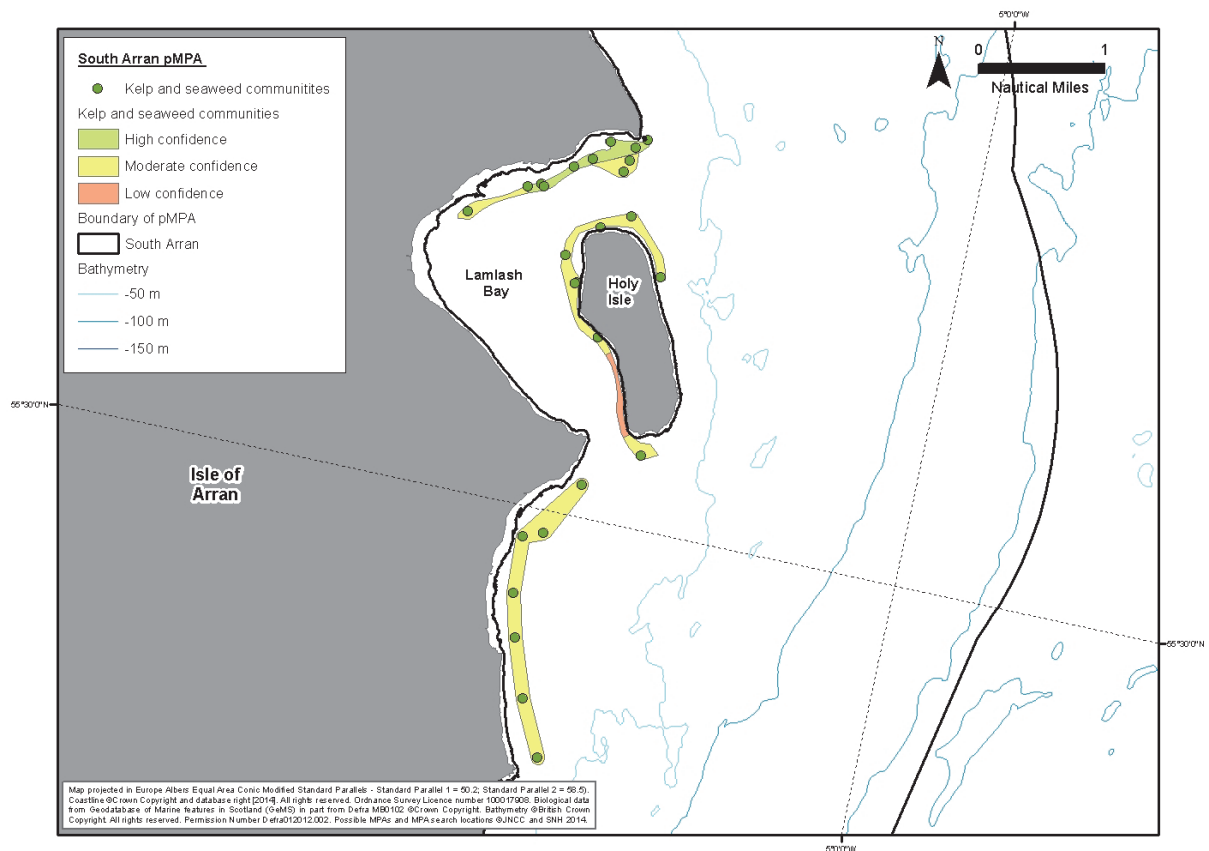 5°0'0"W
South Arran pMPA
Kelp and seaweed communtites
Kelp and seaweed communities
High confidence
Moderate confidence
Low confidence
Boundary of pMPA
South Arran
Bathymetry
-50 m
-100 m
-150 m
N
0 1
Nautical Miles
Lamlash
Bay
Holy
Isle
55°30'0"N
Isle of
Arran
55°30'0"N
Map projected in Europe Albers Equal Area Conic Modified Standard Parallels - Standard Parallel 1 = 50.2; Standard Parallel 2 = 58.5).
Coastline ©Crown Copyright and database right [2014]. All rights reserved. Ordnance Survey Licence number 100017908. Biological data
from Geodatabase of Marine features in Scotland (GeMS) in part from Defra MB0102 ©Crown Copyright. Bathymetry ©British Crown
Copyright. All rights reserved. Permission Number Defra012012.002. Possible MPAs and MPA search locations ©JNCC and SNH 2014.
5°0'0"W